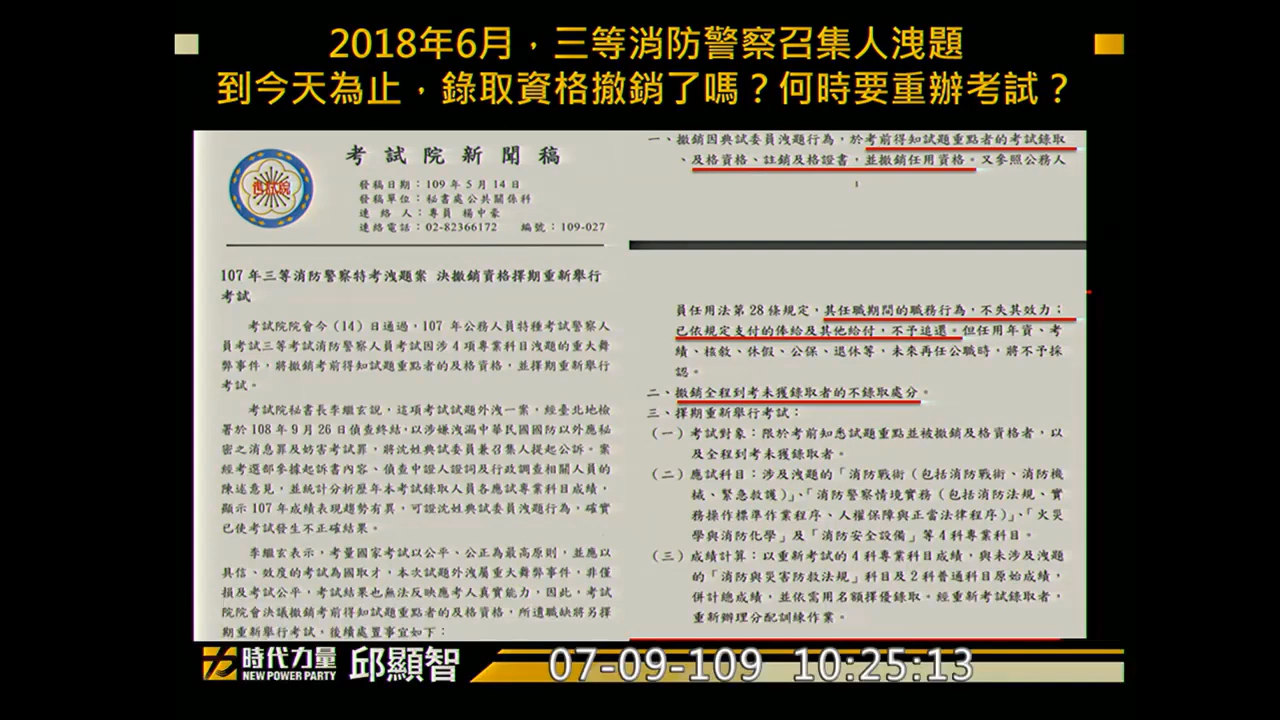 2018年6月，三等消防警察召集人洩題
到今天為止，錄取資格撤銷了嗎？何時要重辦考試？
考試院
考試院新聞稿
發稿日期：109年5月14日
發稿單位：秘書處公共關係科
連絡人：專員 楊中豪
連絡電話：02-82366172 編號：109-027
107年三等消防警察特考洩題案 決撤銷資格擇期重新舉行
考試
考試院院會今（14）日通過，107 年公務人員特種考試警察人
員考試三等考試消防警察人員考試因涉4項專業科目洩題的重大舞
弊事件，將撤銷考前得知試題重點者的及格資格，並擇期重新舉行
考試。
考試院秘書長李繼玄說，這項考試試題外洩一案，經臺北地檢
署於108年9月26日偵查終結，以涉嫌洩漏中華民國國防以外應秘
密之消息罪及妨害考試罪，將沈姓典試委員兼召集人提起公訴。案
經考選部參據起訴書內容、偵查中證人證詞及行政調查相關人員的
陳述意見，並統計分析歷年本考試錄取人員各應試專業科目成績，
顯示107年成績表現趨勢有異，可證沈姓典試委員洩題行為，確實
已使考試發生不正確結果。
李繼玄表示，考量國家考試以公平、公正為最高原則，並應以
具信、效度的考試為國取才，本次試題外洩屬重大舞弊事件，非僅
損及考試公平，考試結果也無法反映應考人真實能力，因此，考試
院院會決議撤銷考前得知試題重點者的及格資格，所遺職缺將另擇
期重新舉行考試，後續處置事宜如下：
一、撤銷因典試委員洩題行為，於考前得知試題重點者的考試錄取
、及格資格、註銷及格證書，並撤銷任用資格。又參照公務人
1
員任用法第28條規定，其任職期間的職務行為，不失其效力；
已依規定支付的俸給及其他給付，不予追還。但任用年資、考
績、核敘、休假、公保、退休等，未來再任公職時，將不予採
認。
二、撤銷全程到考未獲錄取者的不錄取處分。
三、擇期重新舉行考試：
（一）考試對象：限於考前知悉試題重點並被撤銷及格資格者，以
及全程到考未獲錄取者。
（二）應試科目：涉及洩題的「消防戰術（包括消防戰術、消防機
械、緊急救護）」、「消防警察情境實務（包括消防法規、實
務操作標準作業程序、人權保障與正當法律程序）」、「火災
學與消防化學」及「消防安全設備」等4科專業科目。
（三）成績計算：以重新考試的4科專業科目成績，與未涉及洩題
的「消防與災害防救法規」科目及2科普通科目原始成績，
併計總成績，並依需用名額擇優錄取。經重新考試錄取者，
重新辦理分配訓練作業。
時代力量 邱顯智
NEW POWER PARTY
07-09-109 10:25:13